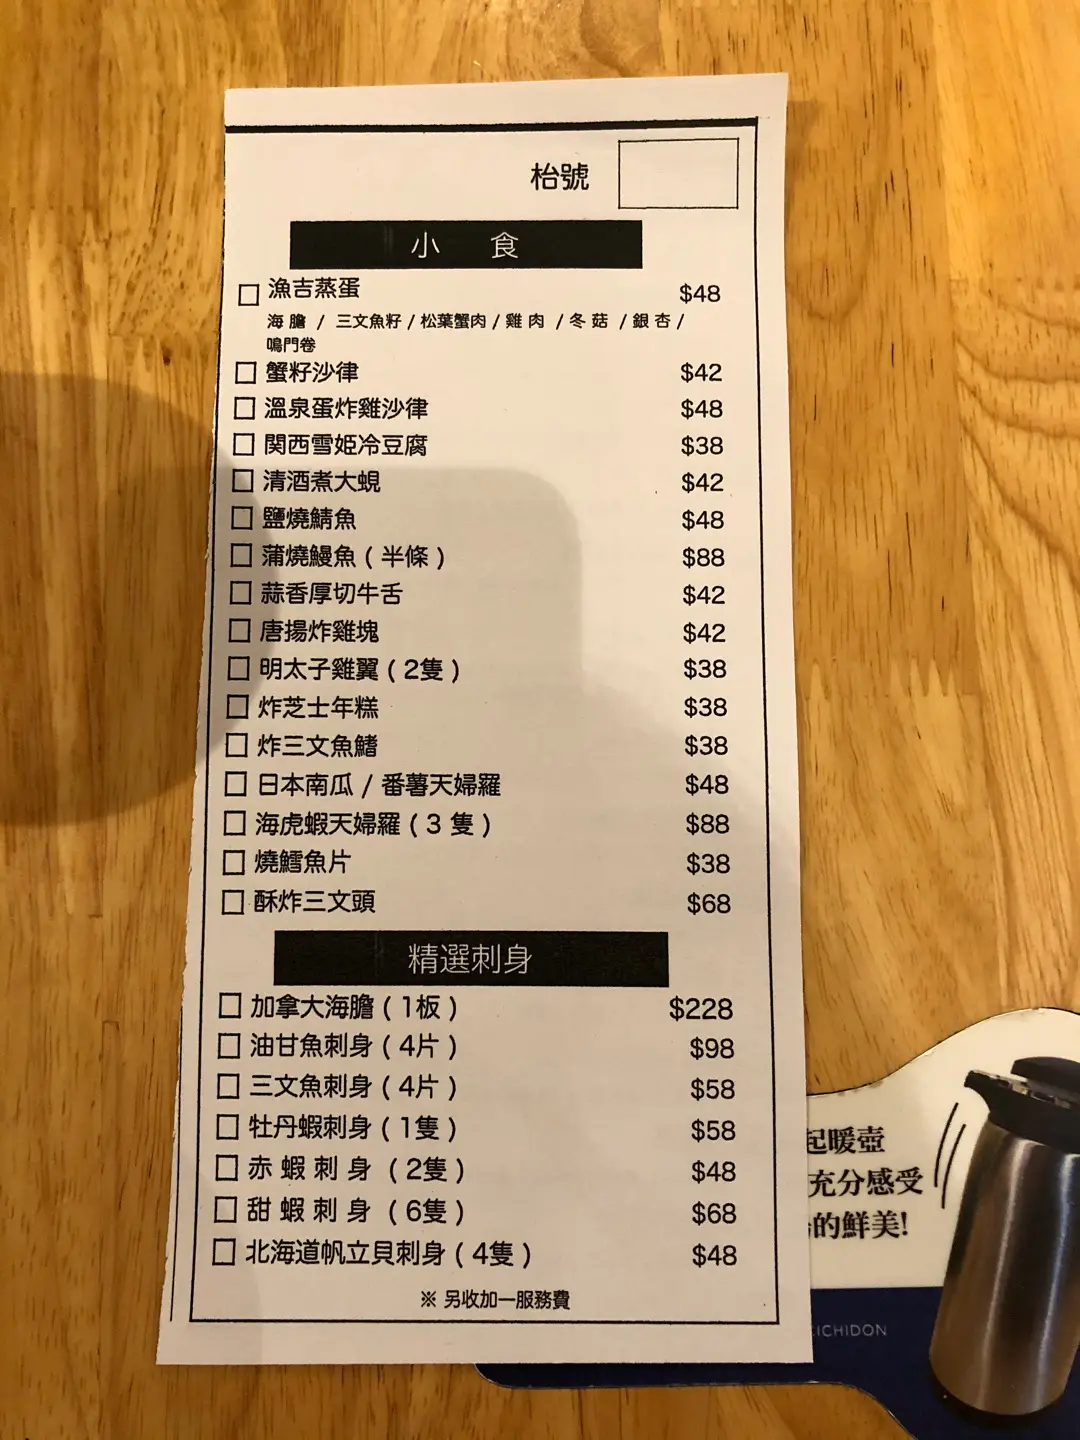 枱號
小 食
漁吉蒸蛋 $48
海膽 / 三文魚籽 / 松葉蟹肉 / 雞肉 / 冬菇 / 銀杏 /
鳴門卷
蟹籽沙律 $42
溫泉蛋炸雞沙律 $48
関西雪姫冷豆腐 $38
清酒煮大蜆 $42
鹽燒鯖魚 $48
蒲燒鰻魚 ( 半條 ) $88
蒜香厚切牛舌 $42
唐揚炸雞塊 $42
明太子雞翼 ( 2隻 ) $38
炸芝士年糕 $38
炸三文魚鰭 $38
日本南瓜 / 番薯天婦羅 $48
海虎蝦天婦羅 ( 3 隻 ) $88
燒鱈魚片 $38
酥炸三文頭 $68
精選刺身
加拿大海膽 ( 1板 ) $228
油甘魚刺身 ( 4片 ) $98
三文魚刺身 ( 4片 ) $58
牡丹蝦刺身 ( 1隻 ) $58
赤蝦刺身 ( 2隻 ) $48
甜蝦刺身 ( 6隻 ) $68
北海道帆立貝刺身 ( 4隻 ) $48
※ 另收加一服務費
起暖壺
充分感受
的鮮美!
ICHIDON